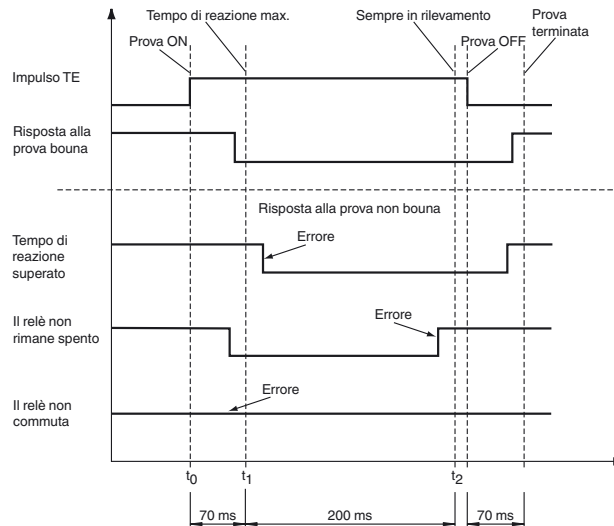 Tempo di reazione max.
Sempre in rilevamento
Prova
terminata
Prova ON
Prova OFF
Impulso TE
Risposta alla
prova bouna
Risposta alla prova non bouna
Tempo di
reazione
superato
Errore
Il relè non
rimane spento
Errore
Il relè non
commuta
Errore
t0
t1
t2
70 ms
200 ms
70 ms